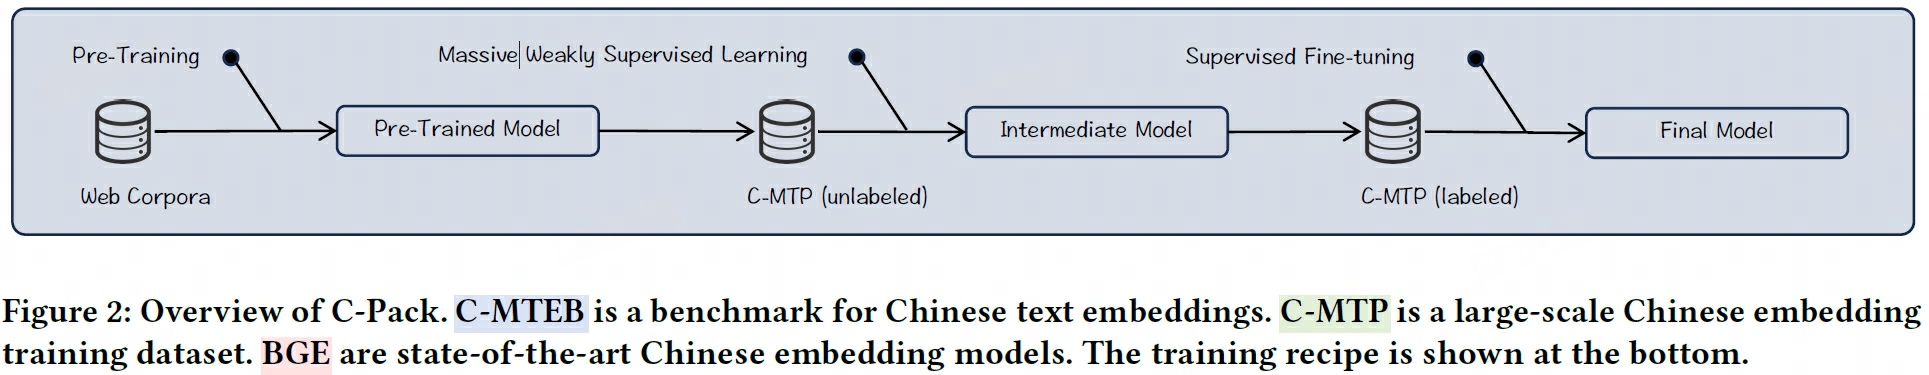 Pre-Training
Massive Weakly Supervised Learning
Supervised Fine-tuning
Pre-Trained Model
Intermediate Model
Final Model
Web Corpora
C-MTP (unlabeled)
C-MTP (labeled)
Figure 2: Overview of C-Pack. C-MTEB is a benchmark for Chinese text embeddings. C-MTP is a large-scale Chinese embedding
training dataset. BGE are state-of-the-art Chinese embedding models. The training recipe is shown at the bottom.